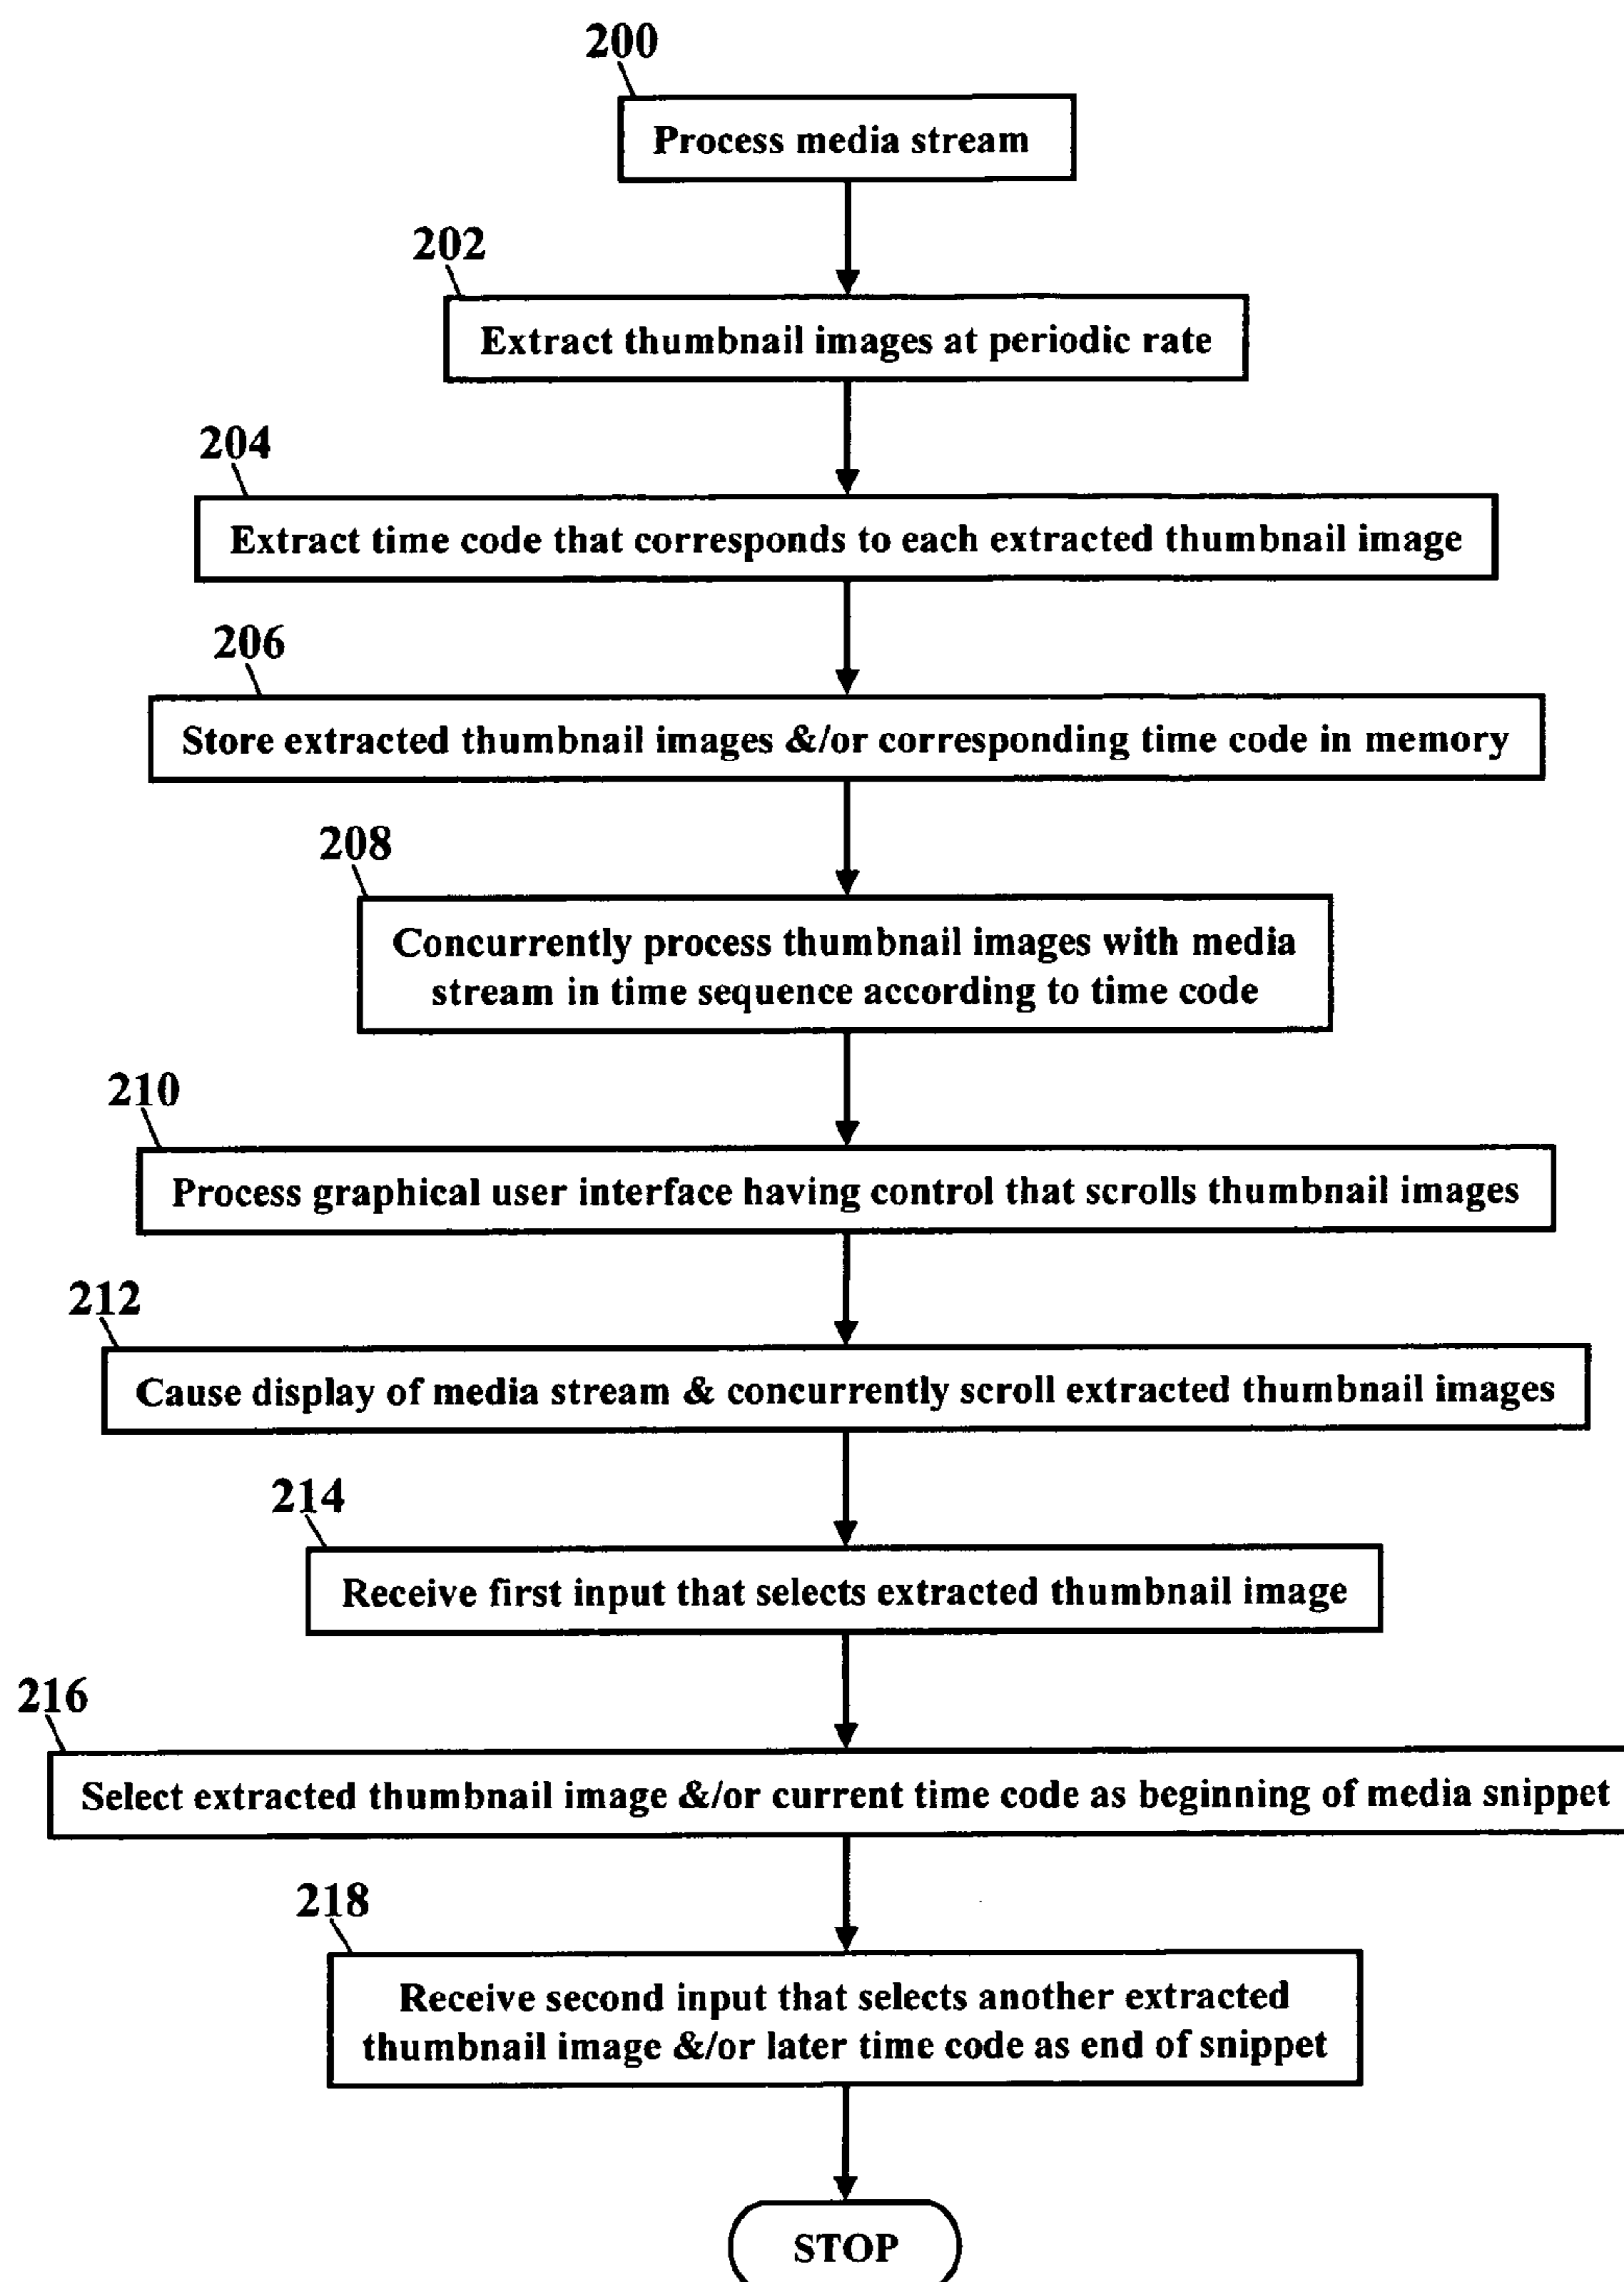 200
Process media stream
202
Extract thumbnail images at periodic rate
204
Extract time code that corresponds to each extracted thumbnail image
206
Store extracted thumbnail images &/or corresponding time code in memory
208
Concurrently process thumbnail images with media
stream in time sequence according to time code
210
Process graphical user interface having control that scrolls thumbnail images
212
Cause display of media stream & concurrently scroll extracted thumbnail images
214
Receive first input that selects extracted thumbnail image
216
Select extracted thumbnail image &/or current time code as beginning of media snippet
218
Receive second input that selects another extracted
thumbnail image &/or later time code as end of snippet
STOP